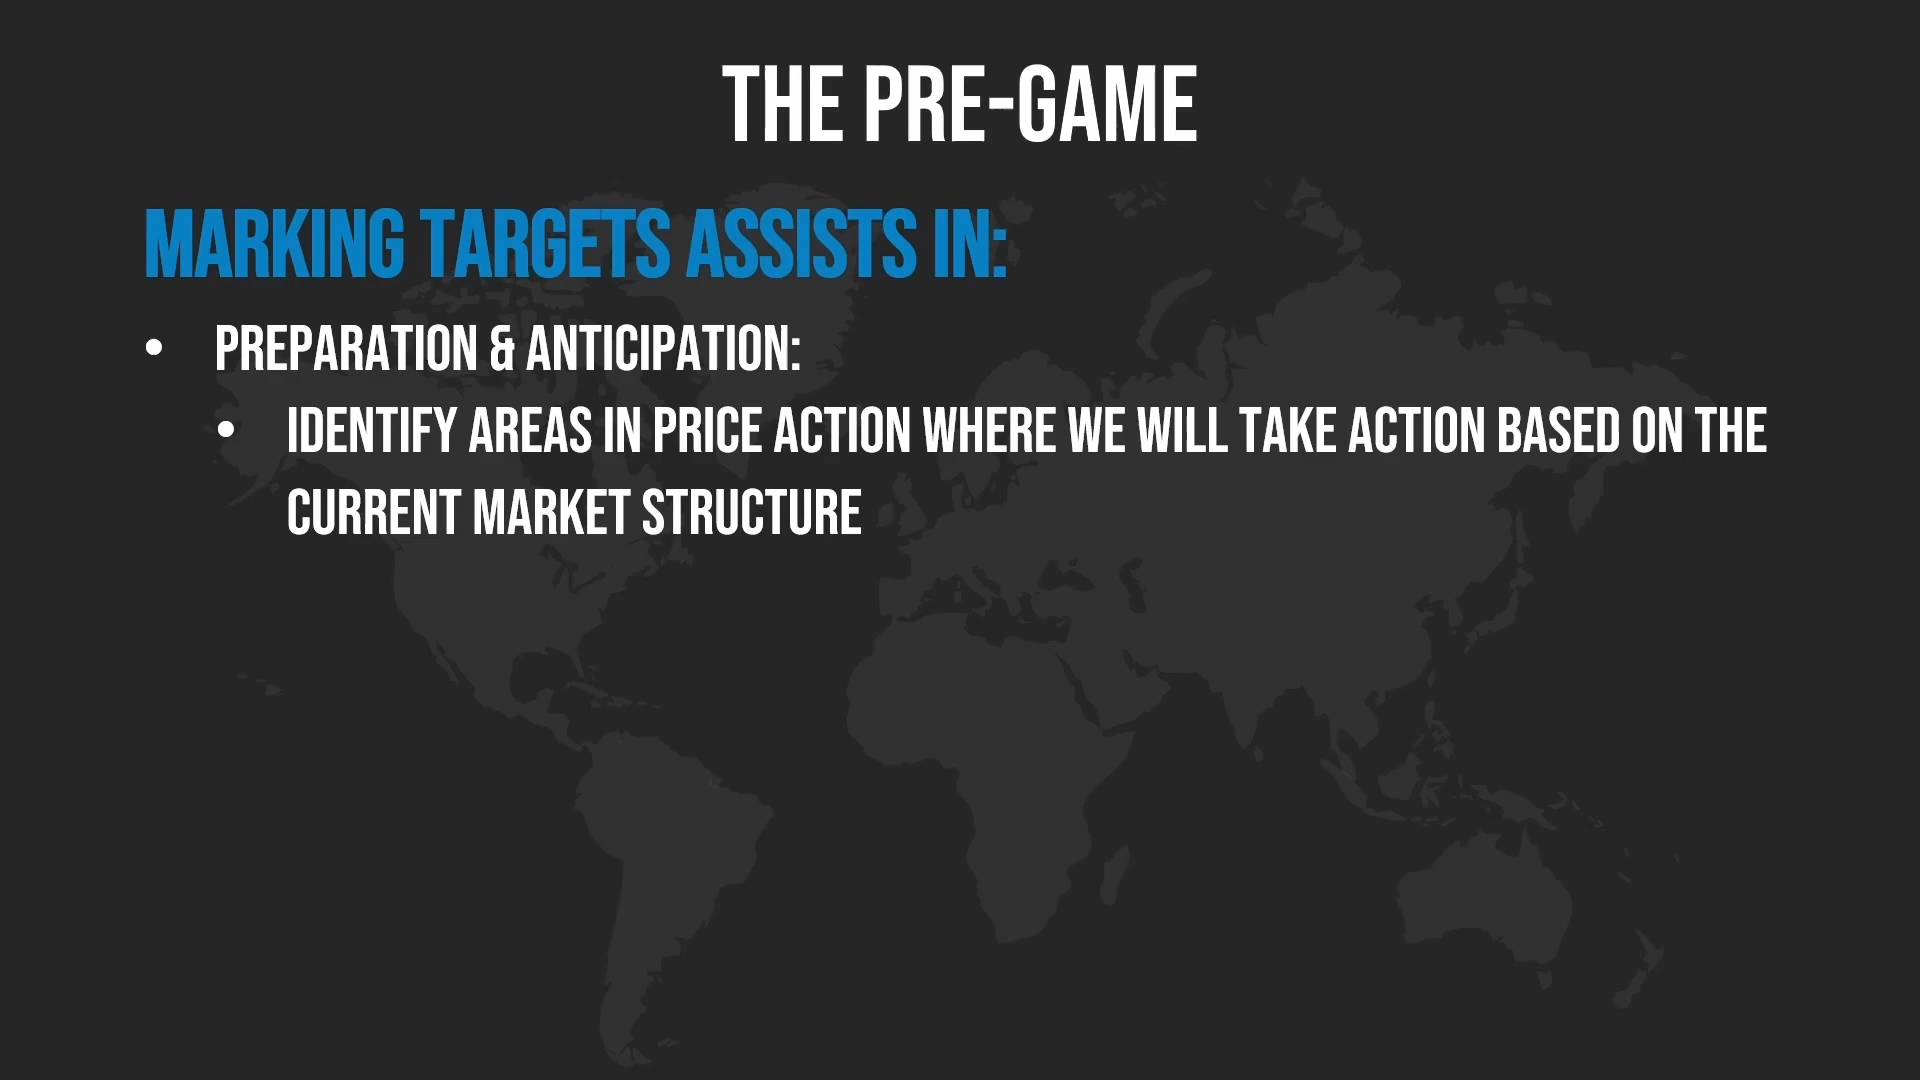 THE PRE-GAME
MARKING TARGETS ASSISTS IN:
• PREPARATION & ANTICIPATION:
• IDENTIFY AREAS IN PRICE ACTION WHERE WE WILL TAKE ACTION BASED ON THE
CURRENT MARKET STRUCTURE